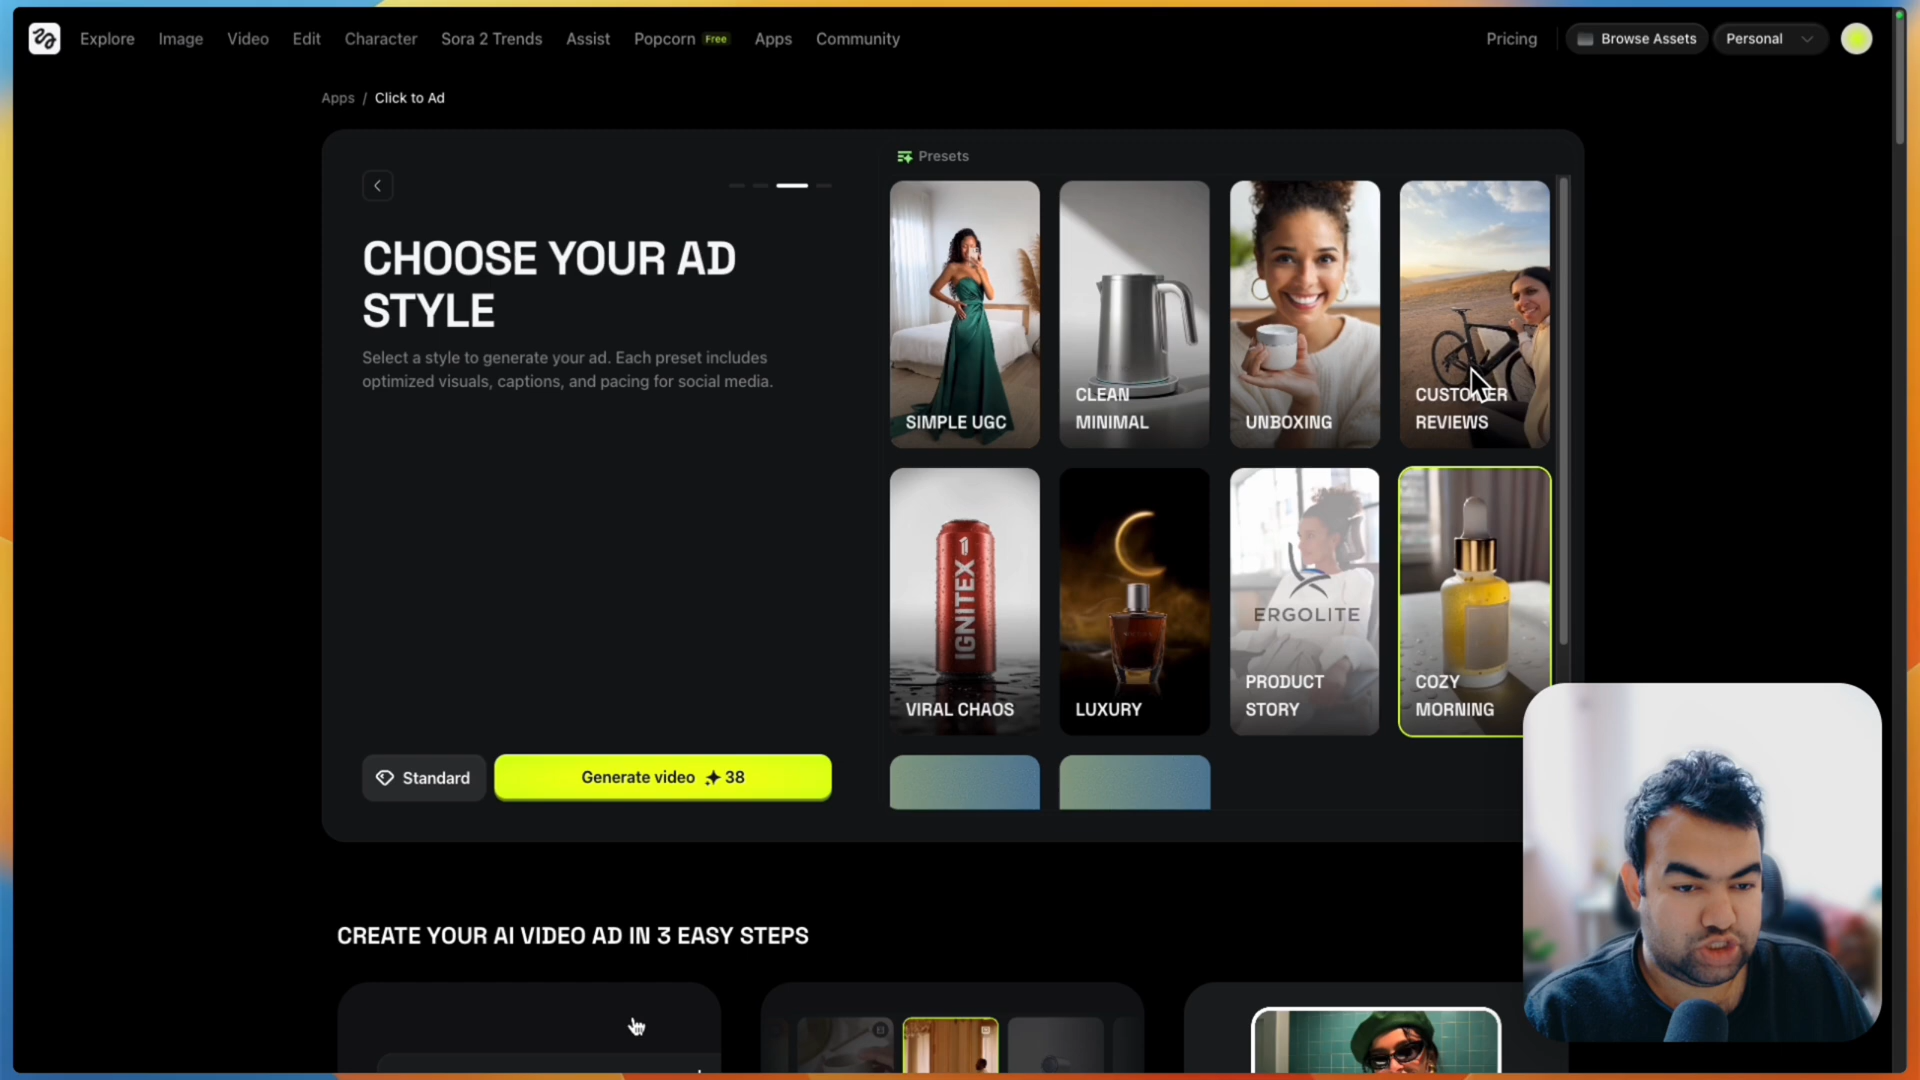 Explore Image Video Edit Character Sora 2 Trends Assist Popcorn Free Apps Community Pricing Browse Assets Personal
Apps / Click to Ad
Presets
CHOOSE YOUR AD
STYLE
Select a style to generate your ad. Each preset includes
optimized visuals, captions, and pacing for social media.
SIMPLE UGC
CLEAN
MINIMAL
UNBOXING
CUSTOMER
REVIEWS
IGNITEX
VIRAL CHAOS
LUXURY
ERGOLITE
PRODUCT
STORY
COZY
MORNING
Standard
Generate video 38
CREATE YOUR AI VIDEO AD IN 3 EASY STEPS